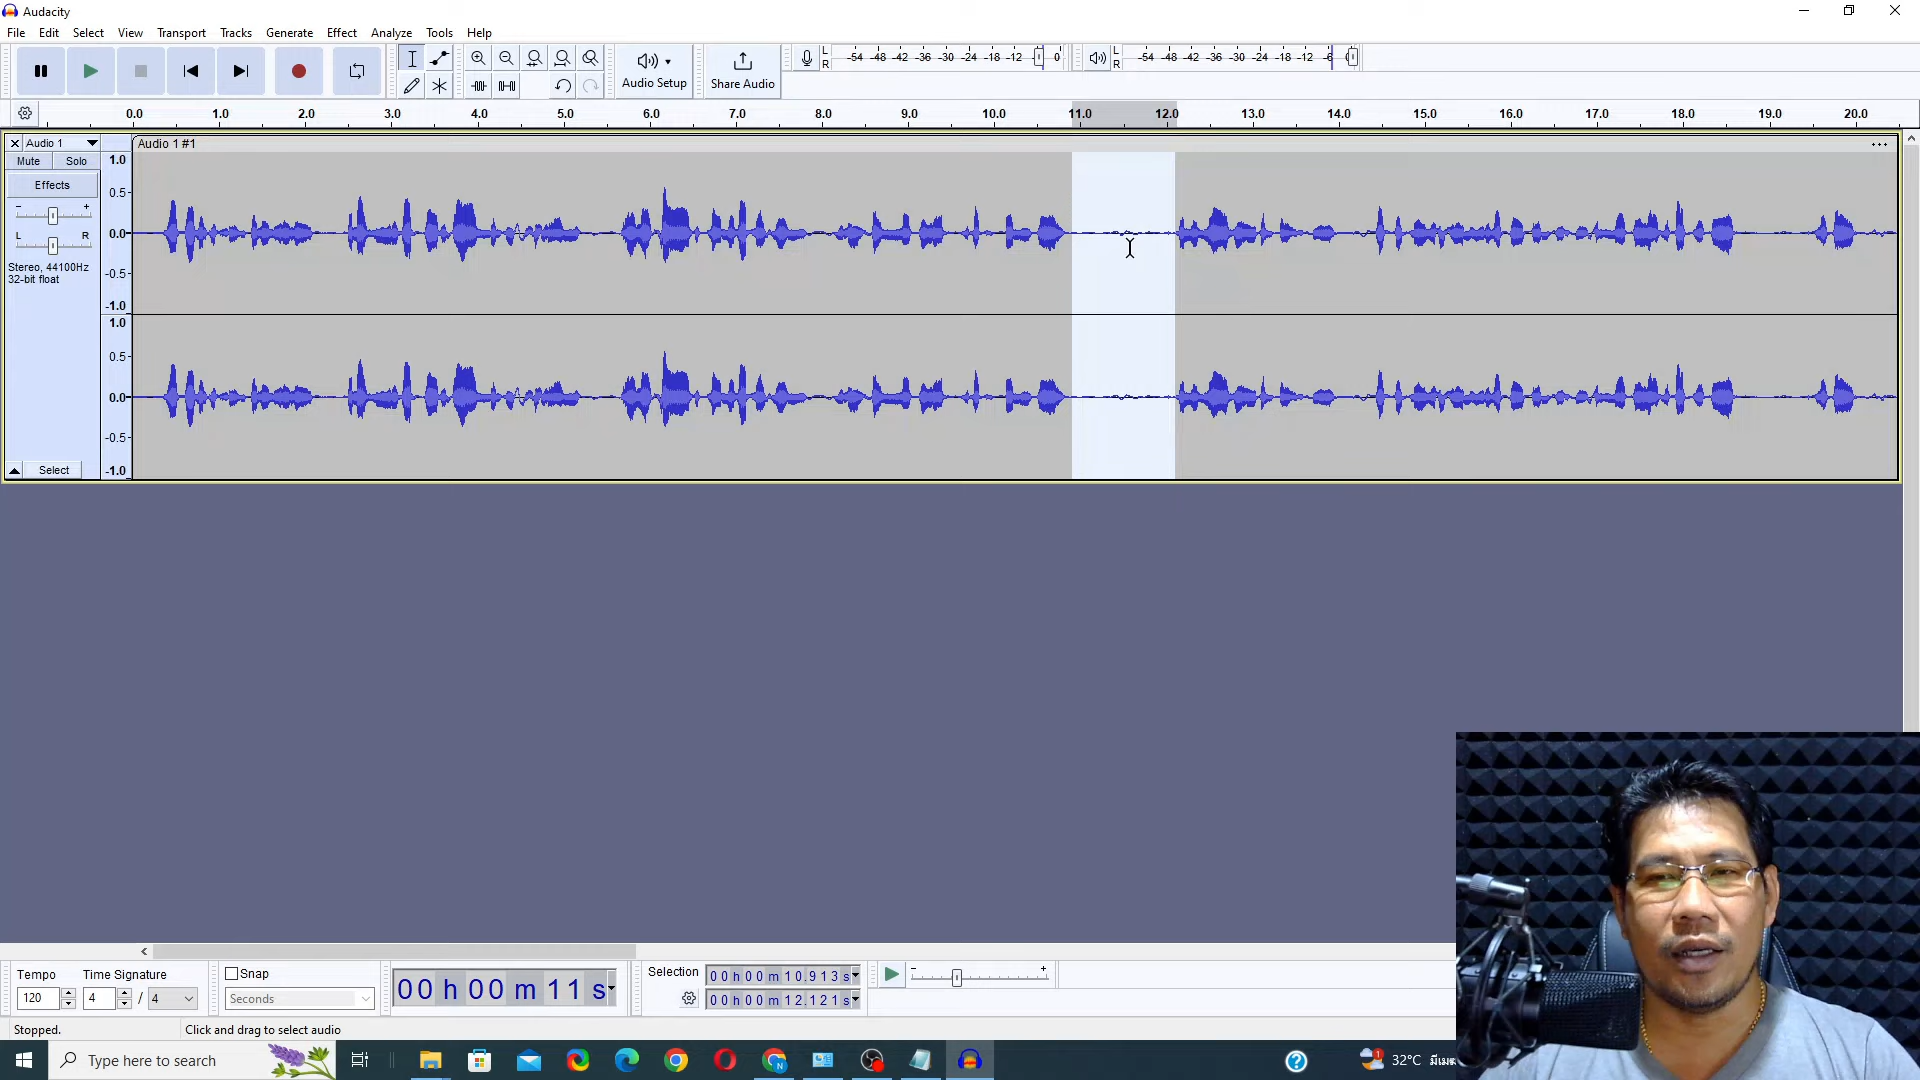 Audacity
File Edit Select View Transport Tracks Generate Effect Analyze Tools Help
Audio Setup
Share Audio
L
R
-54 -48 -42 -36 -30 -24 -18 -12 0
L
R
-54 -48 -42 -36 -30 -24 -18 -12 -6
0.0 1.0 2.0 3.0 4.0 5.0 6.0 7.0 8.0 9.0 10.0 11.0 12.0 13.0 14.0 15.0 16.0 17.0 18.0 19.0 20.0
Audio 1
Audio 1 #1
Mute Solo
Effects
- +
L R
Stereo, 44100Hz
32-bit float
Select
1.0
0.5
0.0
-0.5
-1.0
1.0
0.5
0.0
-0.5
-1.0
Tempo
120
Time Signature
4 / 4
Snap
Seconds
00 h 00 m 11 s
Selection
00 h 00 m 10.913 s
00 h 00 m 12.121 s
- +
Stopped.
Click and drag to select audio
Type here to search
N
1
32°C